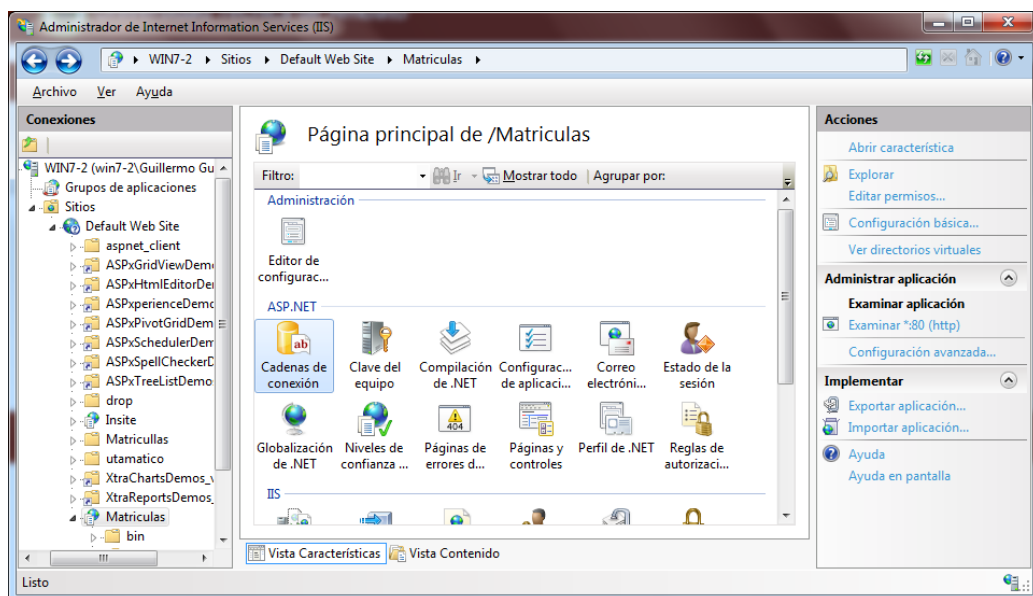 Administrador de Internet Information Services (IIS)
WIN7-2 Sitios Default Web Site Matriculas
Archivo Ver Ayuda
Conexiones
WIN7-2 (win7-2\Guillermo Gu
Grupos de aplicaciones
Sitios
Default Web Site
aspnet_client
ASPxGridViewDem
ASPxHtmlEditorDe
ASPxperienceDemo
ASPxPivotGridDem
ASPxSchedulerDem
ASPxSpellCheckerD
ASPxTreeListDemo
drop
Insite
Matricullas
utamatico
XtraChartsDemos_v
XtraReportsDemos_
Matriculas
bin
Página principal de /Matriculas
Filtro: Ir Mostrar todo Agrupar por:
Administración
Editor de
configurac...
ASP.NET
Cadenas de
conexión
Clave del
equipo
Compilación
de .NET
Configurac...
de aplicaci...
Correo
electróni...
Estado de la
sesión
Globalización
de .NET
Niveles de
confianza ...
Páginas de
errores d...
Páginas y
controles
Perfil de .NET
Reglas de
autorizaci...
IIS
Vista Características Vista Contenido
Acciones
Abrir característica
Explorar
Editar permisos...
Configuración básica...
Ver directorios virtuales
Administrar aplicación
Examinar aplicación
Examinar *:80 (http)
Configuración avanzada...
Implementar
Exportar aplicación...
Importar aplicación...
Ayuda
Ayuda en pantalla
Listo